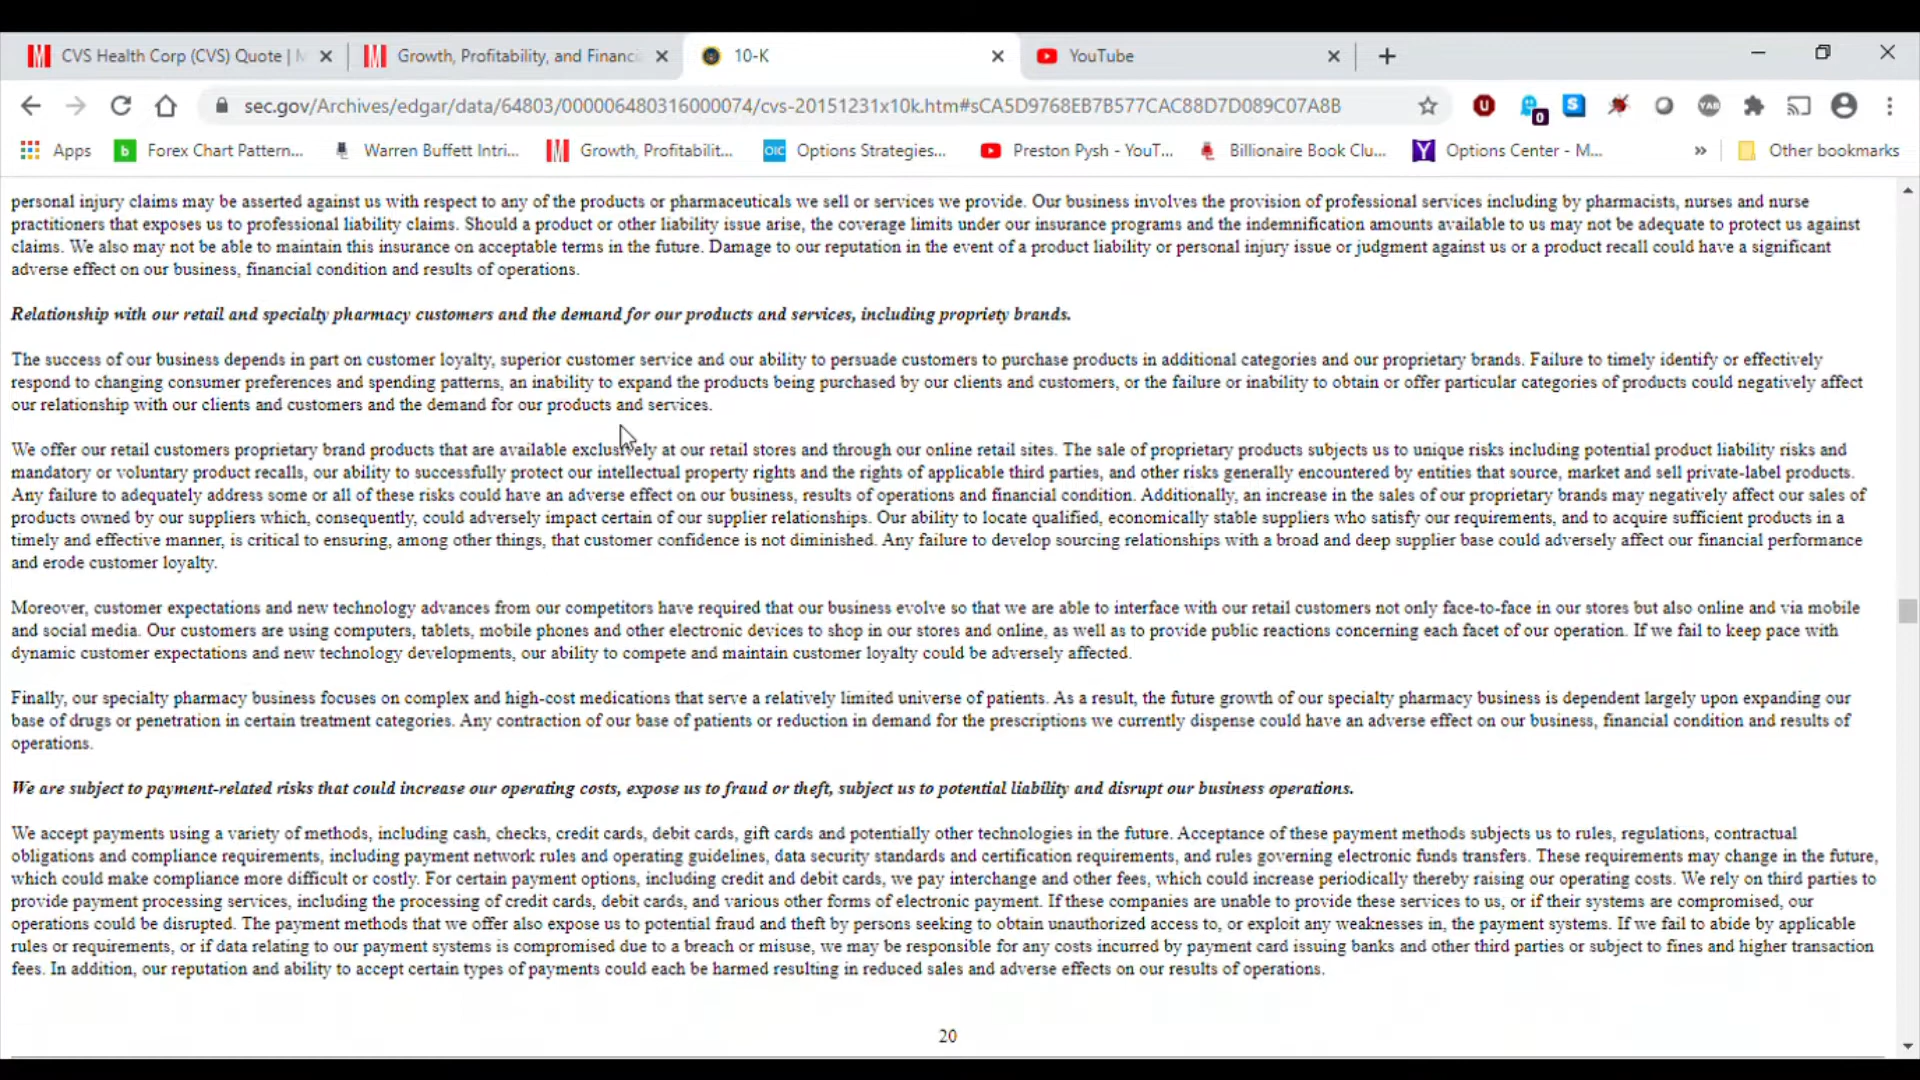 CVS Health Corp (CVS) Quote | M
Growth, Profitability, and Financ
10-K
YouTube
sec.gov/Archives/edgar/data/64803/000006480316000074/cvs-20151231x10k.htm#sCA5D9768EB7B577CAC88D7D089C07A8B
0
YAB
Apps
Forex Chart Pattern...
Warren Buffett Intri...
Growth, Profitabilit...
OIC
Options Strategies...
Preston Pysh - YouT...
Billionaire Book Clu...
Options Center - M...
»
Other bookmarks
personal injury claims may be asserted against us with respect to any of the products or pharmaceuticals we sell or services we provide. Our business involves the provision of professional services including by pharmacists, nurses and nurse
practitioners that exposes us to professional liability claims. Should a product or other liability issue arise, the coverage limits under our insurance programs and the indemnification amounts available to us may not be adequate to protect us against
claims. We also may not be able to maintain this insurance on acceptable terms in the future. Damage to our reputation in the event of a product liability or personal injury issue or judgment against us or a product recall could have a significant
adverse effect on our business, financial condition and results of operations.
Relationship with our retail and specialty pharmacy customers and the demand for our products and services, including propriety brands.
The success of our business depends in part on customer loyalty, superior customer service and our ability to persuade customers to purchase products in additional categories and our proprietary brands. Failure to timely identify or effectively
respond to changing consumer preferences and spending patterns, an inability to expand the products being purchased by our clients and customers, or the failure or inability to obtain or offer particular categories of products could negatively affect
our relationship with our clients and customers and the demand for our products and services.
We offer our retail customers proprietary brand products that are available exclusively at our retail stores and through our online retail sites. The sale of proprietary products subjects us to unique risks including potential product liability risks and
mandatory or voluntary product recalls, our ability to successfully protect our intellectual property rights and the rights of applicable third parties, and other risks generally encountered by entities that source, market and sell private-label products.
Any failure to adequately address some or all of these risks could have an adverse effect on our business, results of operations and financial condition. Additionally, an increase in the sales of our proprietary brands may negatively affect our sales of
products owned by our suppliers which, consequently, could adversely impact certain of our supplier relationships. Our ability to locate qualified, economically stable suppliers who satisfy our requirements, and to acquire sufficient products in a
timely and effective manner, is critical to ensuring, among other things, that customer confidence is not diminished. Any failure to develop sourcing relationships with a broad and deep supplier base could adversely affect our financial performance
and erode customer loyalty.
Moreover, customer expectations and new technology advances from our competitors have required that our business evolve so that we are able to interface with our retail customers not only face-to-face in our stores but also online and via mobile
and social media. Our customers are using computers, tablets, mobile phones and other electronic devices to shop in our stores and online, as well as to provide public reactions concerning each facet of our operation. If we fail to keep pace with
dynamic customer expectations and new technology developments, our ability to compete and maintain customer loyalty could be adversely affected.
Finally, our specialty pharmacy business focuses on complex and high-cost medications that serve a relatively limited universe of patients. As a result, the future growth of our specialty pharmacy business is dependent largely upon expanding our
base of drugs or penetration in certain treatment categories. Any contraction of our base of patients or reduction in demand for the prescriptions we currently dispense could have an adverse effect on our business, financial condition and results of
operations.
We are subject to payment-related risks that could increase our operating costs, expose us to fraud or theft, subject us to potential liability and disrupt our business operations.
We accept payments using a variety of methods, including cash, checks, credit cards, debit cards, gift cards and potentially other technologies in the future. Acceptance of these payment methods subjects us to rules, regulations, contractual
obligations and compliance requirements, including payment network rules and operating guidelines, data security standards and certification requirements, and rules governing electronic funds transfers. These requirements may change in the future,
which could make compliance more difficult or costly. For certain payment options, including credit and debit cards, we pay interchange and other fees, which could increase periodically thereby raising our operating costs. We rely on third parties to
provide payment processing services, including the processing of credit cards, debit cards, and various other forms of electronic payment. If these companies are unable to provide these services to us, or if their systems are compromised, our
operations could be disrupted. The payment methods that we offer also expose us to potential fraud and theft by persons seeking to obtain unauthorized access to, or exploit any weaknesses in, the payment systems. If we fail to abide by applicable
rules or requirements, or if data relating to our payment systems is compromised due to a breach or misuse, we may be responsible for any costs incurred by payment card issuing banks and other third parties or subject to fines and higher transaction
fees. In addition, our reputation and ability to accept certain types of payments could each be harmed resulting in reduced sales and adverse effects on our results of operations.
20